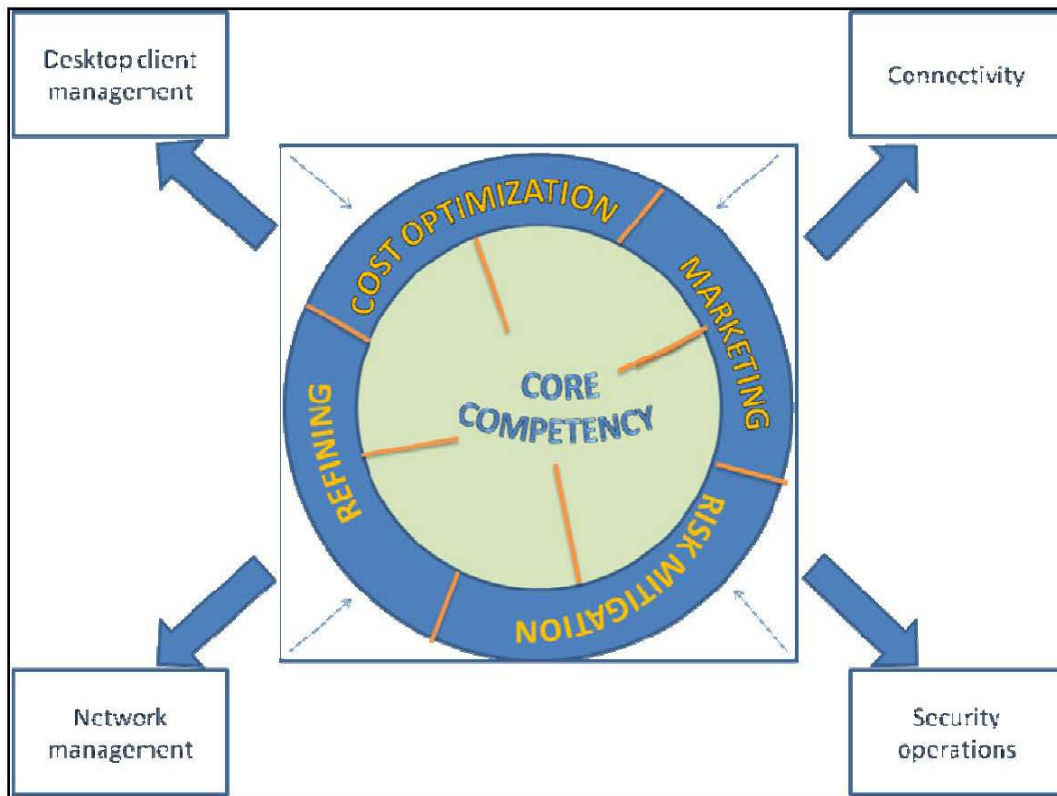 Desktop client
management
Connectivity
COST OPTIMIZATION
MARKETING
CORE
COMPETENCY
REFINING
RISK MITIGATION
Network
management
Security
operations